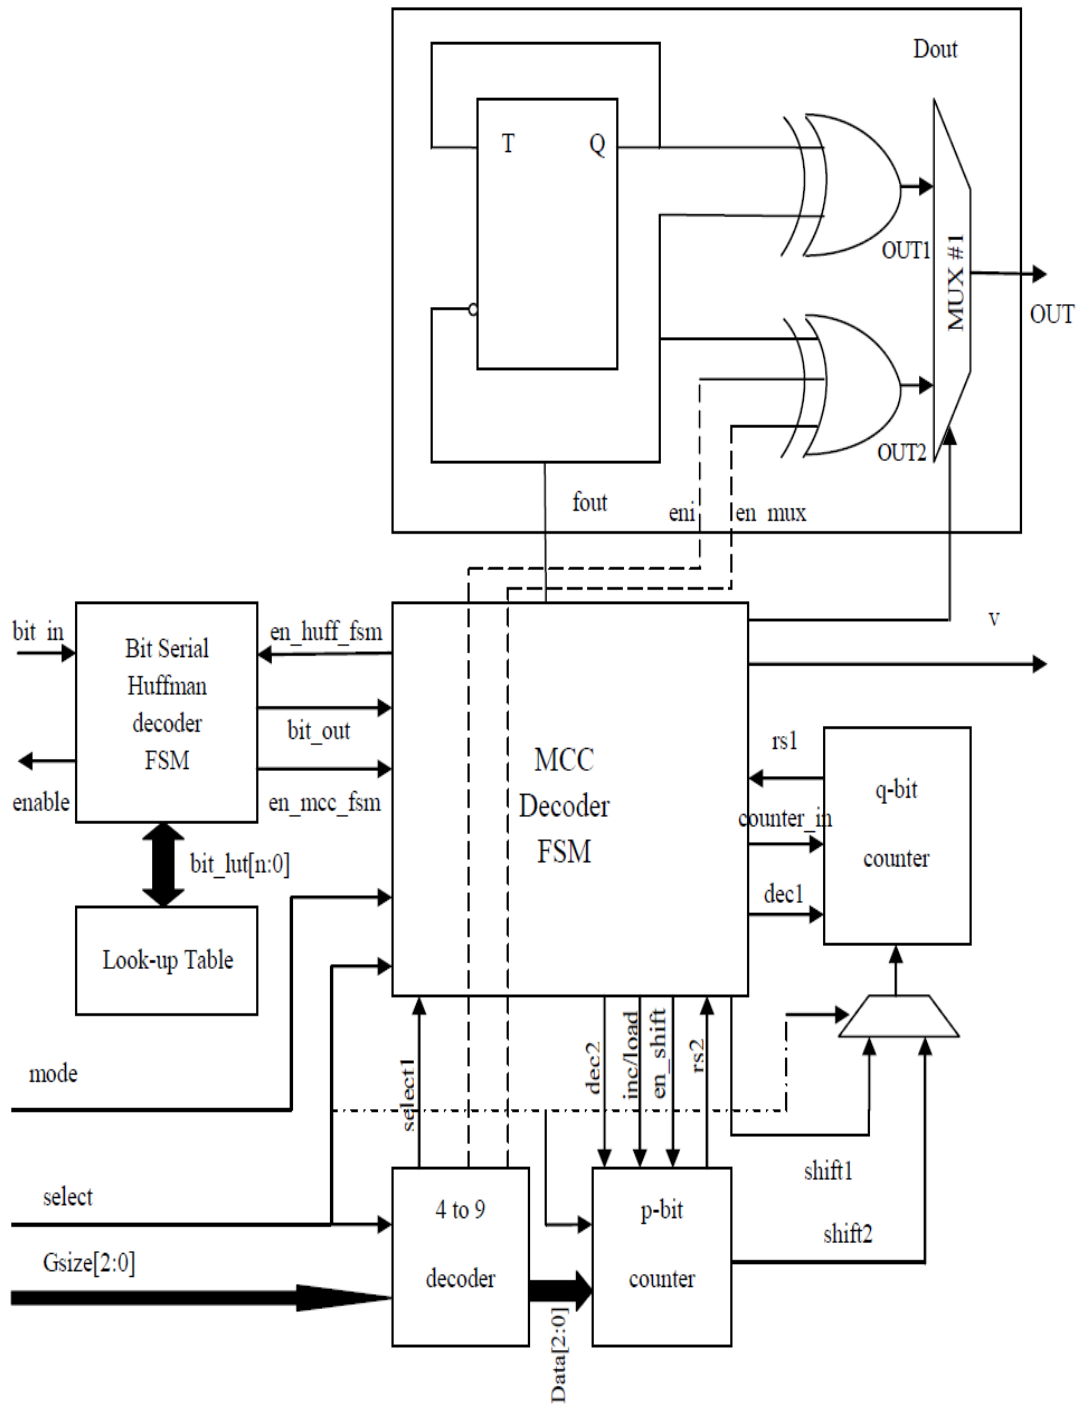 Dout
T
Q
OUT1
MUX #1
OUT
OUT2
fout
eni
en_mux
bit_in
en_huff_fsm
v
Bit Serial
Huffman
decoder
FSM
bit_out
enable
en_mcc_fsm
MCC
Decoder
FSM
rs1
q-bit
counter
counter_in
dec1
bit_lut[n:0]
Look-up Table
mode
select1
dec2
inc/load
en_shift
rs2
shift1
select
4 to 9
decoder
p-bit
counter
shift2
Gsize[2:0]
Data[2:0]